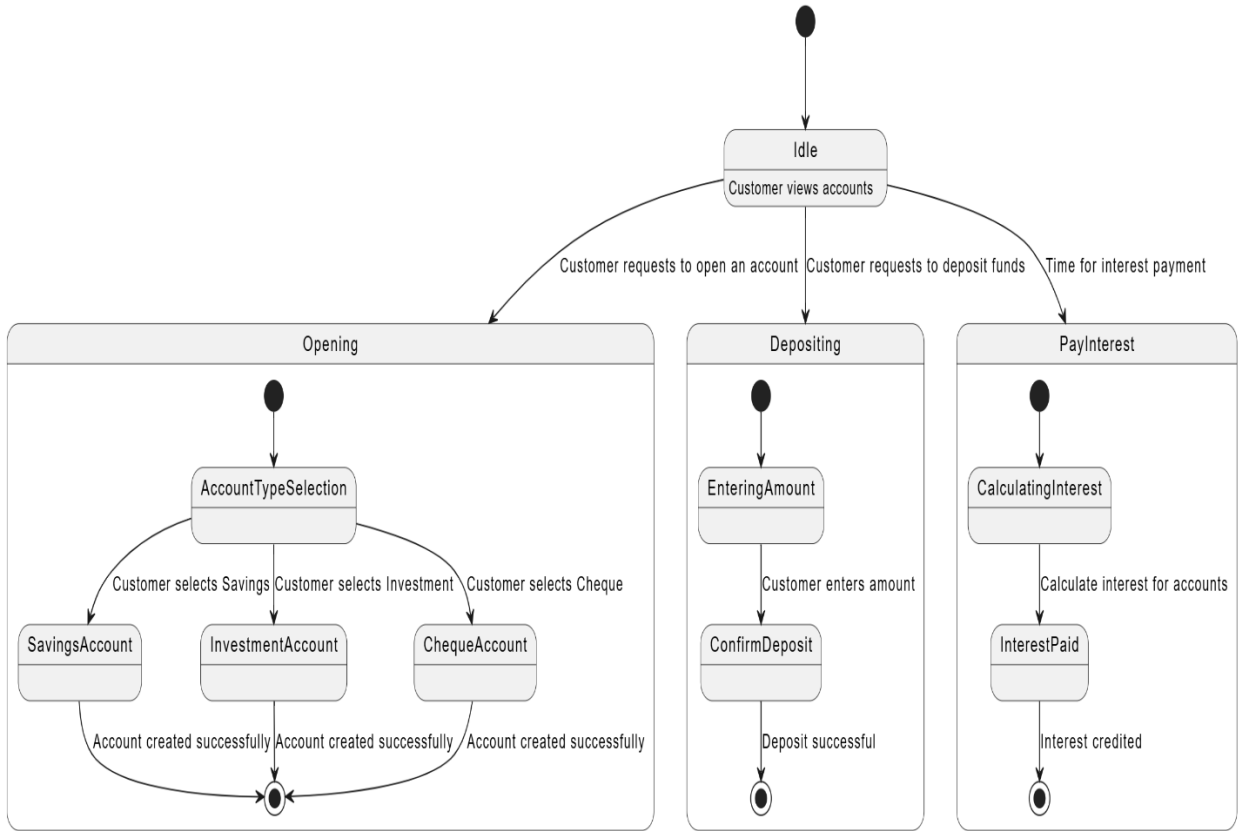 Idle
Customer views accounts
Customer requests to open an account
Customer requests to deposit funds
Time for interest payment
Opening
Depositing
PayInterest
AccountTypeSelection
EnteringAmount
CalculatingInterest
Customer selects Savings
Customer selects Investment
Customer selects Cheque
Customer enters amount
Calculate interest for accounts
SavingsAccount
InvestmentAccount
ChequeAccount
ConfirmDeposit
InterestPaid
Account created successfully
Account created successfully
Account created successfully
Deposit successful
Interest credited